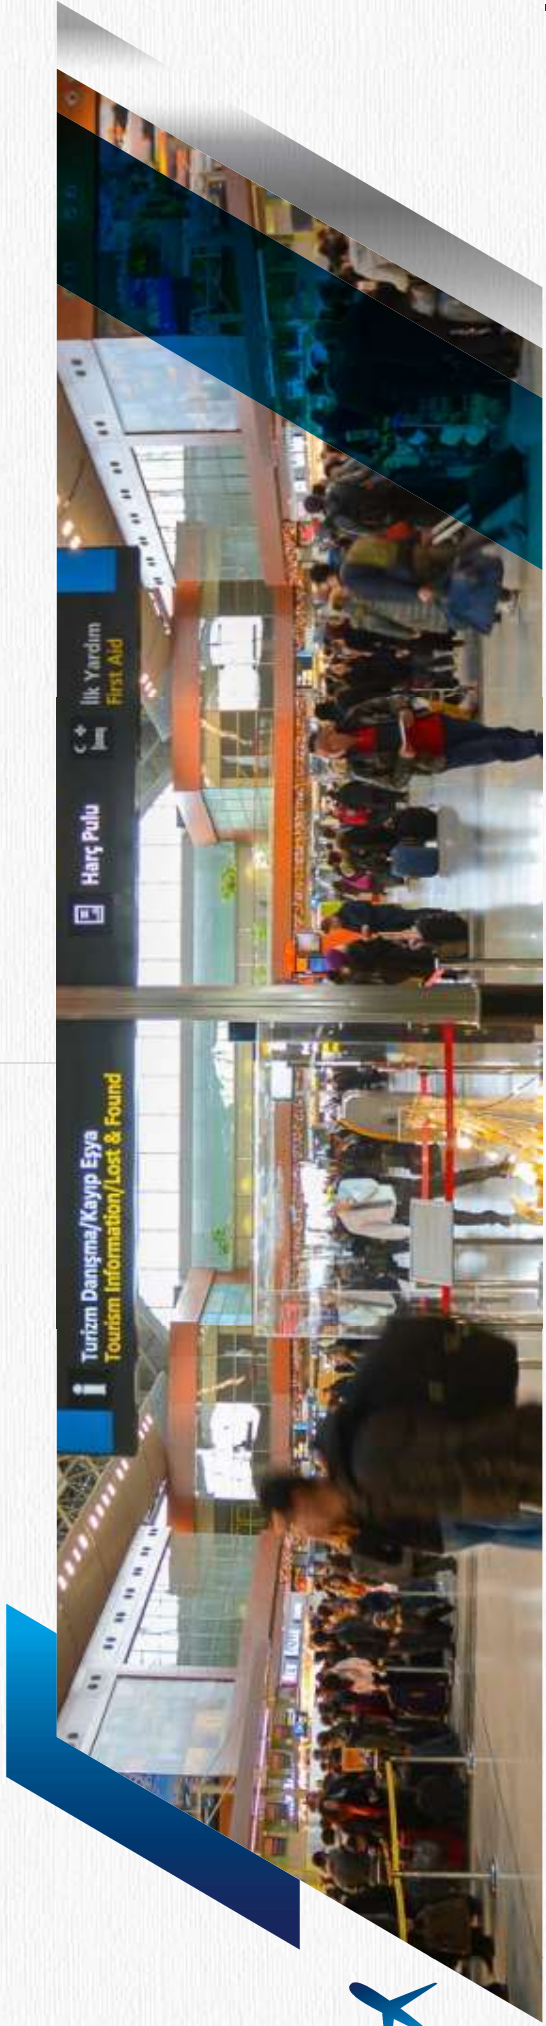 Turizm Danışma/Kayıp Eşya
Tourism Information/Lost & Found
Harç Pulu
İlk Yardım
First Aid